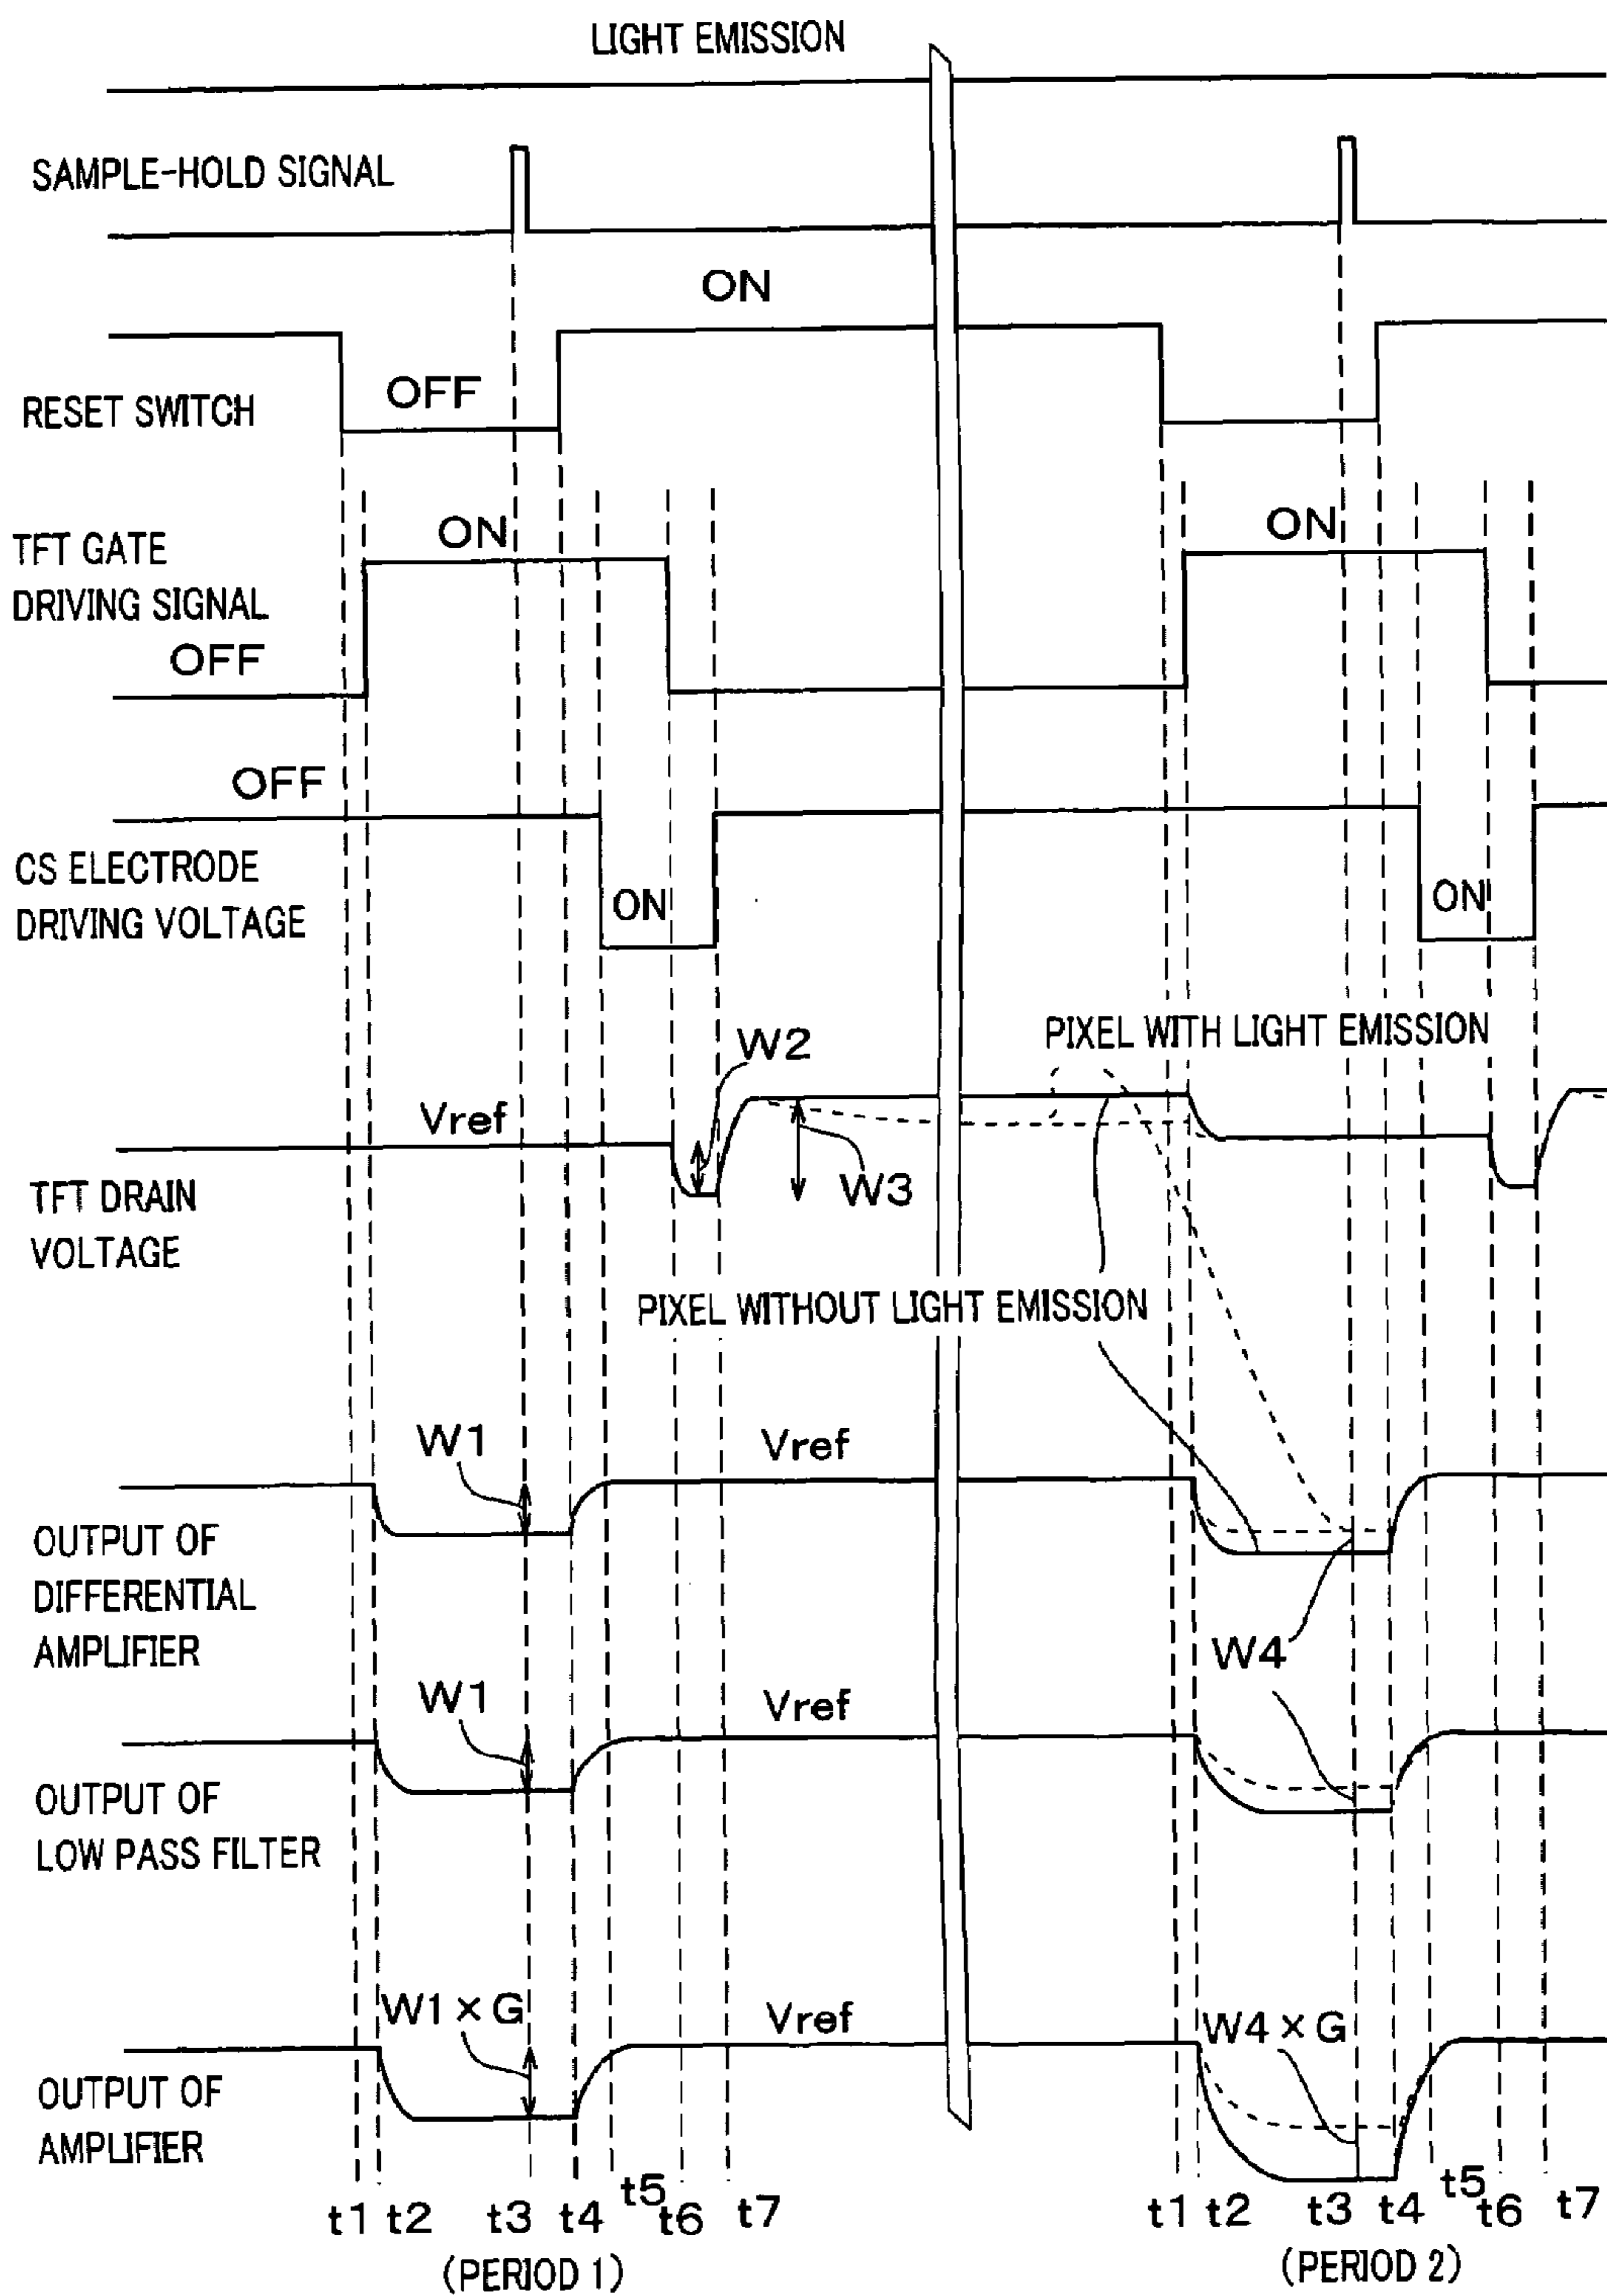 LIGHT EMISSION
SAMPLE-HOLD SIGNAL
ON
OFF
RESET SWITCH
ON
ON
TFT GATE
DRIVING SIGNAL
OFF
OFF
CS ELECTRODE
DRIVING VOLTAGE
ON
ON
W2
PIXEL WITH LIGHT EMISSION
Vref
W3
TFT DRAIN
VOLTAGE
PIXEL WITHOUT LIGHT EMISSION
W1
Vref
OUTPUT OF
DIFFERENTIAL
AMPLIFIER
W4
W1
Vref
OUTPUT OF
LOW PASS FILTER
W1×G
Vref
W4×G
OUTPUT OF
AMPLIFIER
t1 t2 t3 t4 t5 t6 t7
t1 t2 t3 t4 t5 t6 t7
(PERIOD 1)
(PERIOD 2)